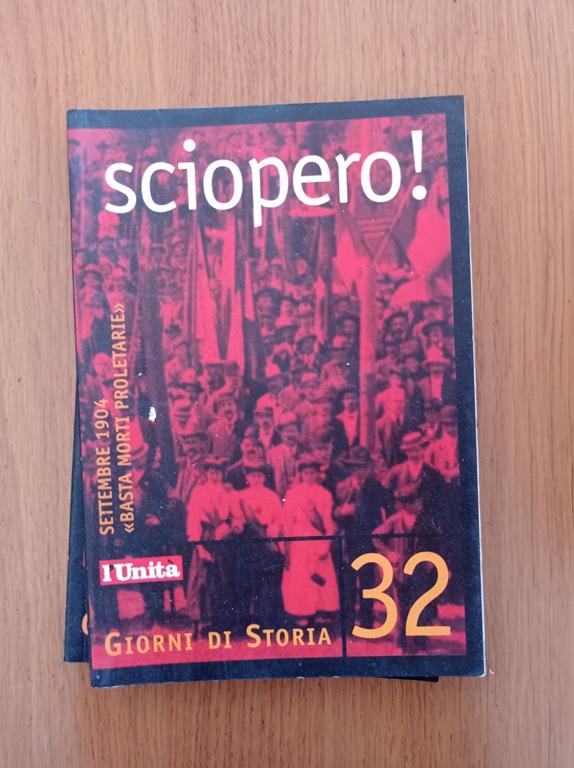 sciopero!
SETTEMBRE 1904
«BASTA MORTI PROLETARIE»
l'Unità
GIORNI DI STORIA
32